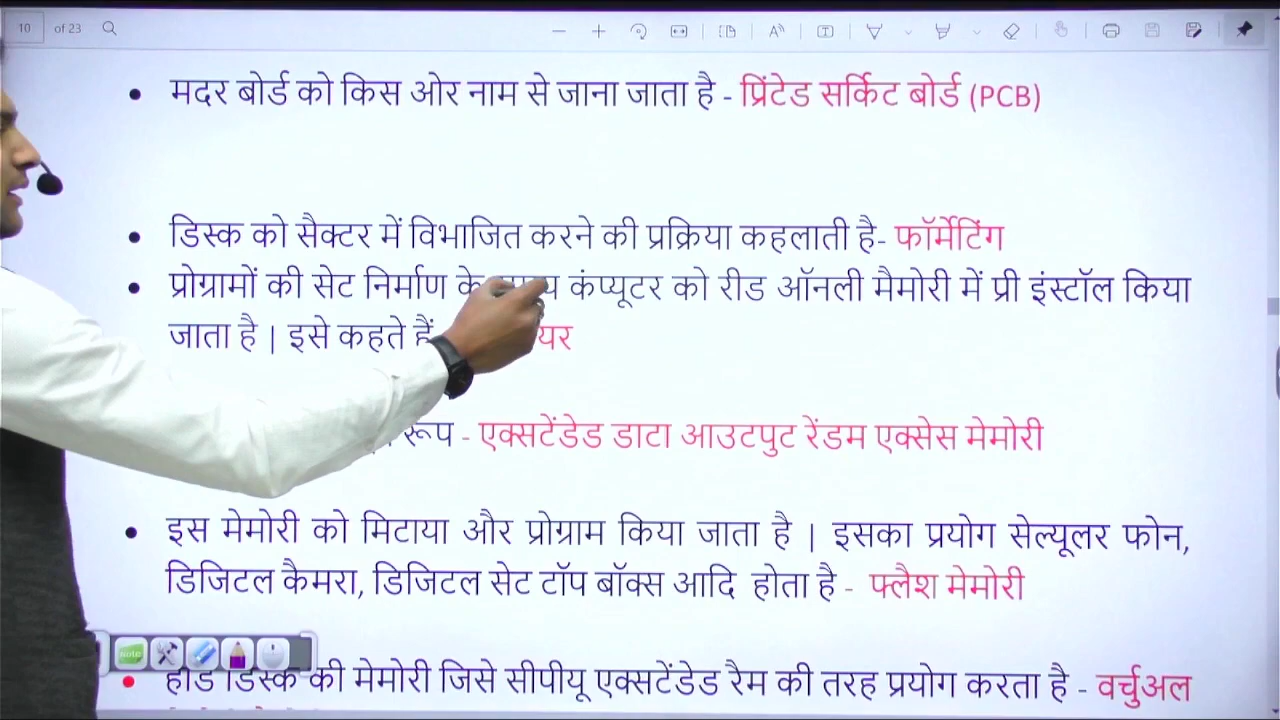 10 of 23
मदर बोर्ड को किस ओर नाम से जाना जाता है - प्रिंटेड सर्किट बोर्ड (PCB)
डिस्क को सैक्टर में विभाजित करने की प्रक्रिया कहलाती है- फॉर्मेटिंग
प्रोग्रामों की सेट निर्माण के कंप्यूटर को रीड ऑनली मैमोरी में प्री इंस्टॉल किया
जाता है | इसे कहते हैं
रूप - एक्सटेंडेड डाटा आउटपुट रेंडम एक्सेस मेमोरी
इस मेमोरी को मिटाया और प्रोग्राम किया जाता है | इसका प्रयोग सेल्यूलर फोन,
डिजिटल कैमरा, डिजिटल सेट टॉप बॉक्स आदि होता है - फ्लैश मेमोरी
हार्ड डिस्क की मेमोरी जिसे सीपीयू एक्सटेंडेड रैम की तरह प्रयोग करता है - वर्चुअल